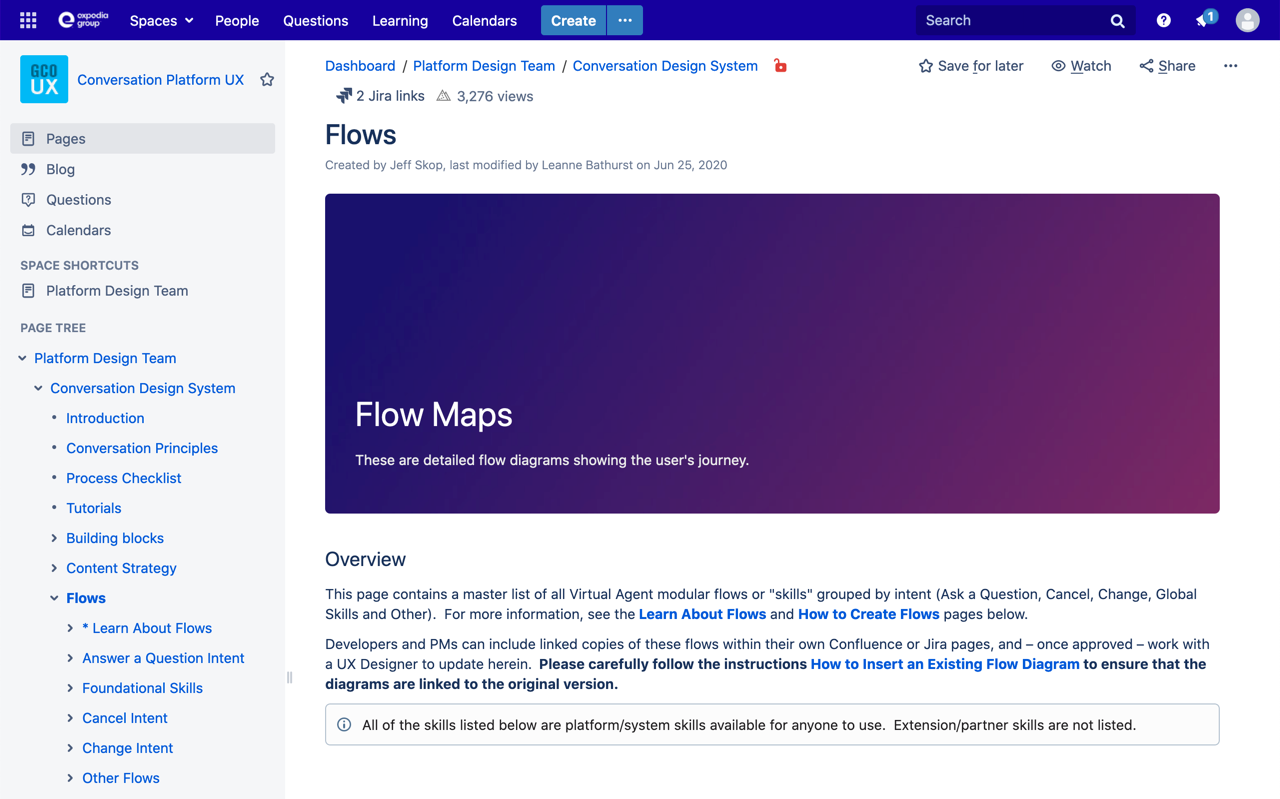 expedia group
Spaces
People
Questions
Learning
Calendars
Create
Search
1
GCO
UX
Conversation Platform UX
Pages
Blog
Questions
Calendars
SPACE SHORTCUTS
Platform Design Team
PAGE TREE
Platform Design Team
Conversation Design System
Introduction
Conversation Principles
Process Checklist
Tutorials
Building blocks
Content Strategy
Flows
* Learn About Flows
Answer a Question Intent
Foundational Skills
Cancel Intent
Change Intent
Other Flows
Dashboard / Platform Design Team / Conversation Design System
Save for later
Watch
Share
2 Jira links
3,276 views
Flows
Created by Jeff Skop, last modified by Leanne Bathurst on Jun 25, 2020
Flow Maps
These are detailed flow diagrams showing the user's journey.
Overview
This page contains a master list of all Virtual Agent modular flows or "skills" grouped by intent (Ask a Question, Cancel, Change, Global
Skills and Other).  For more information, see the Learn About Flows and How to Create Flows pages below.
Developers and PMs can include linked copies of these flows within their own Confluence or Jira pages, and – once approved – work with
a UX Designer to update herein.  Please carefully follow the instructions How to Insert an Existing Flow Diagram to ensure that the
diagrams are linked to the original version.
All of the skills listed below are platform/system skills available for anyone to use.  Extension/partner skills are not listed.